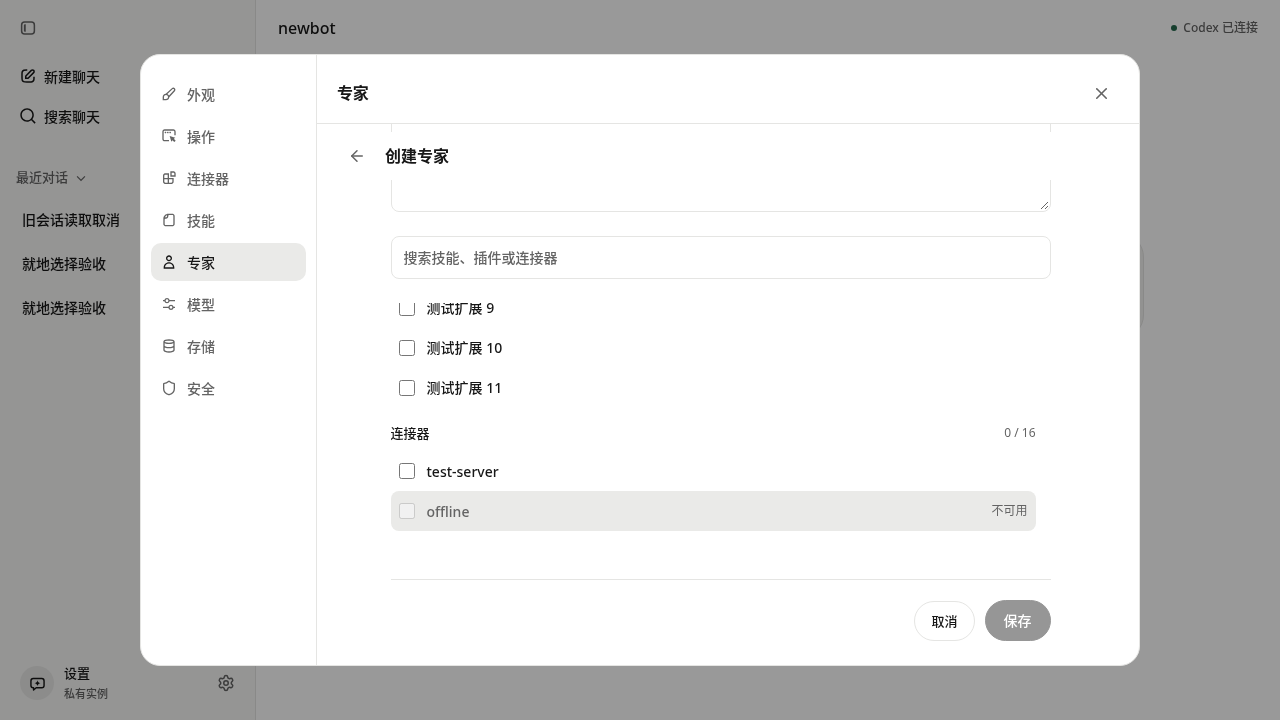 newbot
Codex 已连接
新建聊天
搜索聊天
最近对话
旧会话读取取消
就地选择验收
就地选择验收
设置
私有实例
外观
操作
连接器
技能
专家
模型
存储
安全
专家
创建专家
搜索技能、插件或连接器
测试扩展 9
测试扩展 10
测试扩展 11
连接器
0 / 16
test-server
offline
不可用
取消
保存